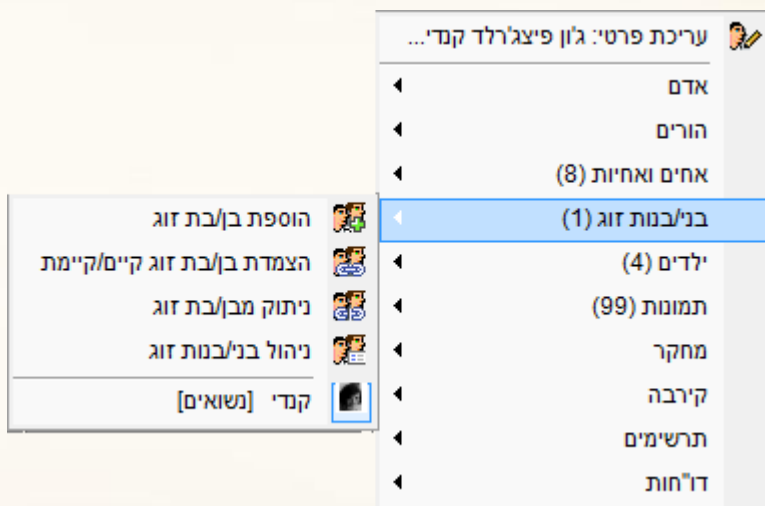 עריכת פרטי: ג'ון פיצג'רלד קנדי...
אדם
הורים
אחים ואחיות (8)
בני/בנות זוג (1)
ילדים (4)
תמונות (99)
מחקר
קירבה
תרשימים
דו"חות
הוספת בן/בת זוג
הצמדת בן/בת זוג קיים/קיימת
ניתוק מבן/בת זוג
ניהול בני/בנות זוג
קנדי [נשואים]